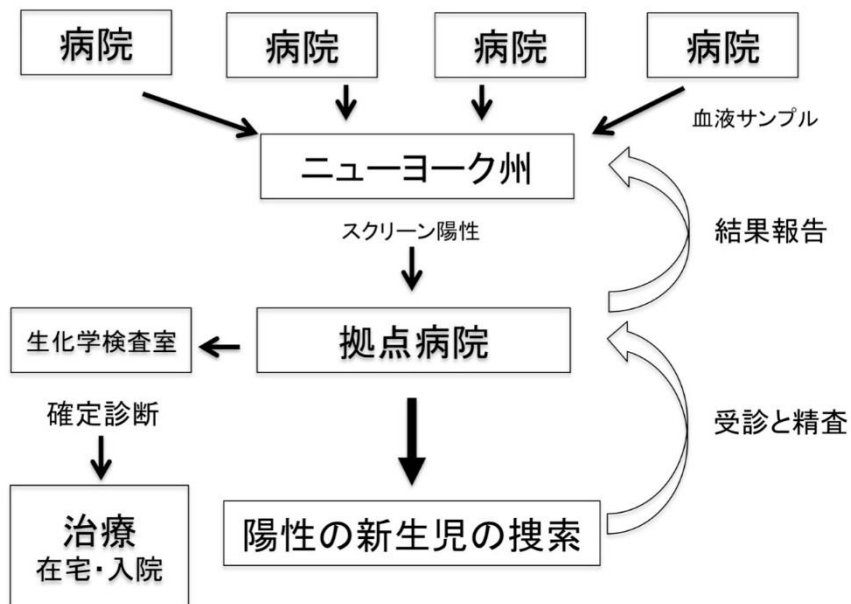 病院
病院
病院
病院
血液サンプル
ニューヨーク州
スクリーン陽性
結果報告
生化学検査室
拠点病院
確定診断
受診と精査
治療
在宅・入院
陽性の新生児の捜索